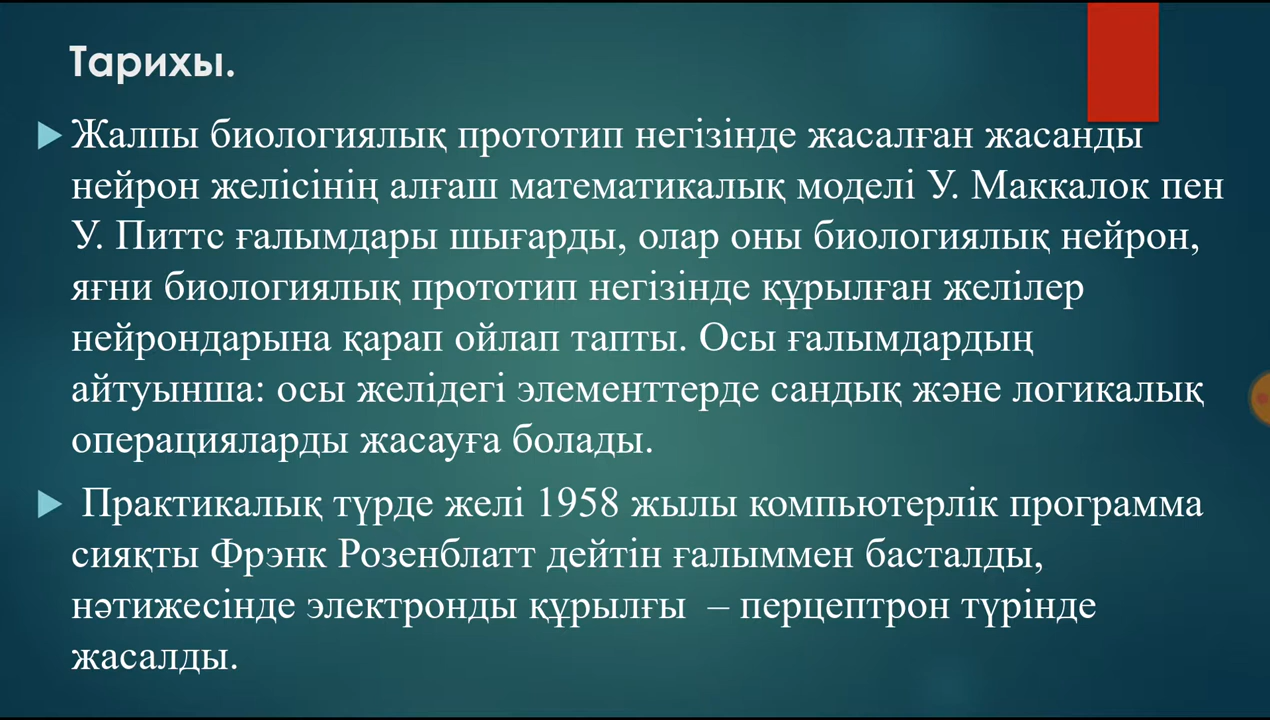 Тарихы.
Жалпы биологиялық прототип негізінде жасалған жасанды
нейрон желісінің алғаш математикалық моделі У. Маккалок пен
У. Питтс ғалымдары шығарды, олар оны биологиялық нейрон,
яғни биологиялық прототип негізінде құрылған желілер
нейрондарына қарап ойлап тапты. Осы ғалымдардың
айтуынша: осы желідегі элементтерде сандық және логикалық
операцияларды жасауға болады.
Практикалық түрде желі 1958 жылы компьютерлік программа
сияқты Фрэнк Розенблатт дейтін ғалыммен басталды,
нәтижесінде электронды құрылғы – перцептрон түрінде
жасалды.